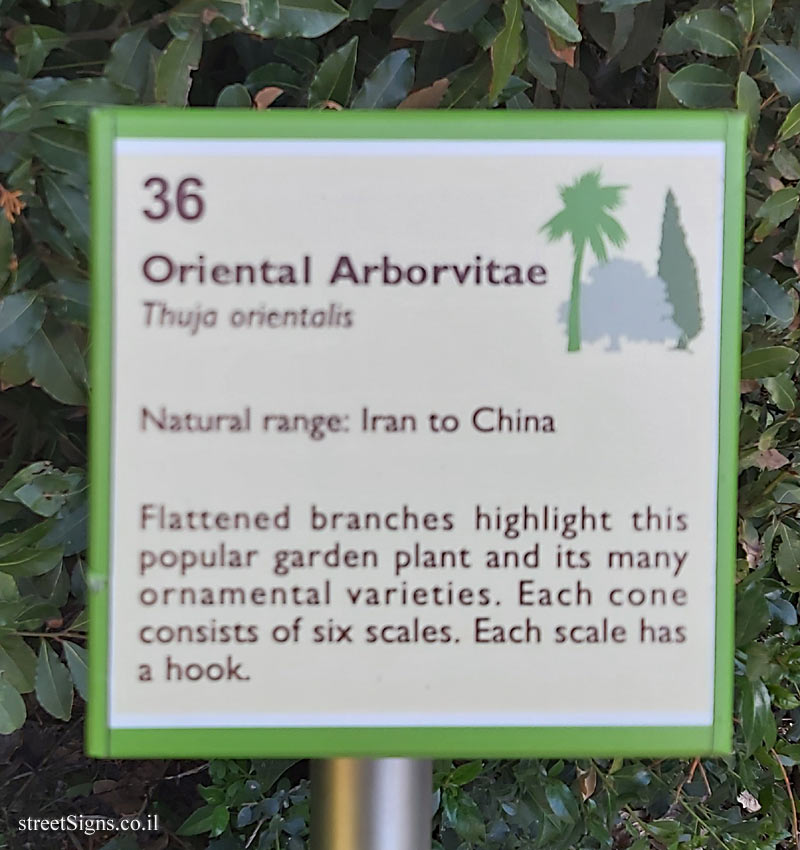 36
Oriental Arborvitae
Thuja orientalis
Natural range: Iran to China
Flattened branches highlight this
popular garden plant and its many
ornamental varieties. Each cone
consists of six scales. Each scale has
a hook.
streetSigns.co.il